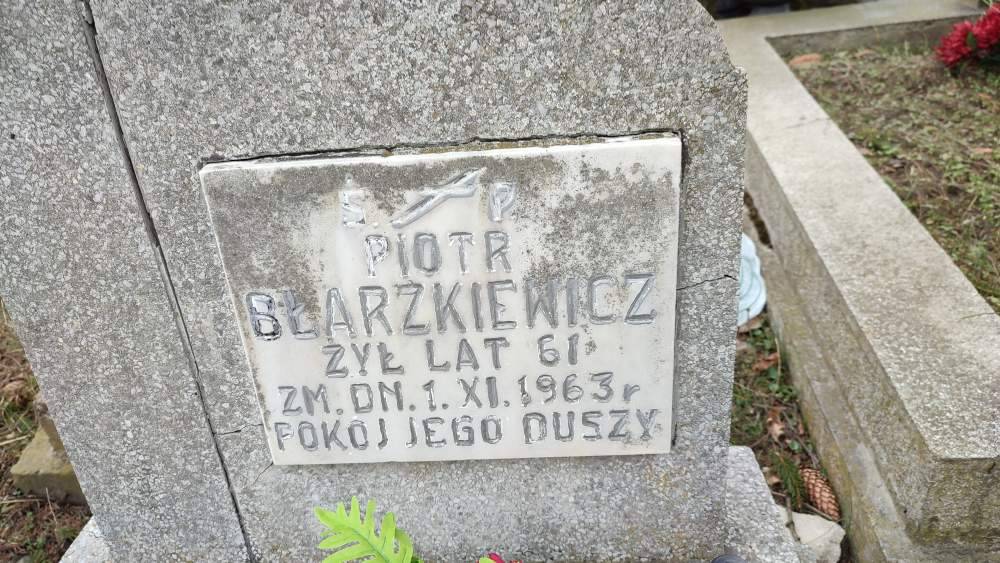 Ś. P
PIOTR
BŁARZKIEWICZ
ŻYŁ LAT 61
ZM. DN. 1. XI. 1963 r
POKÓJ JEGO DUSZY